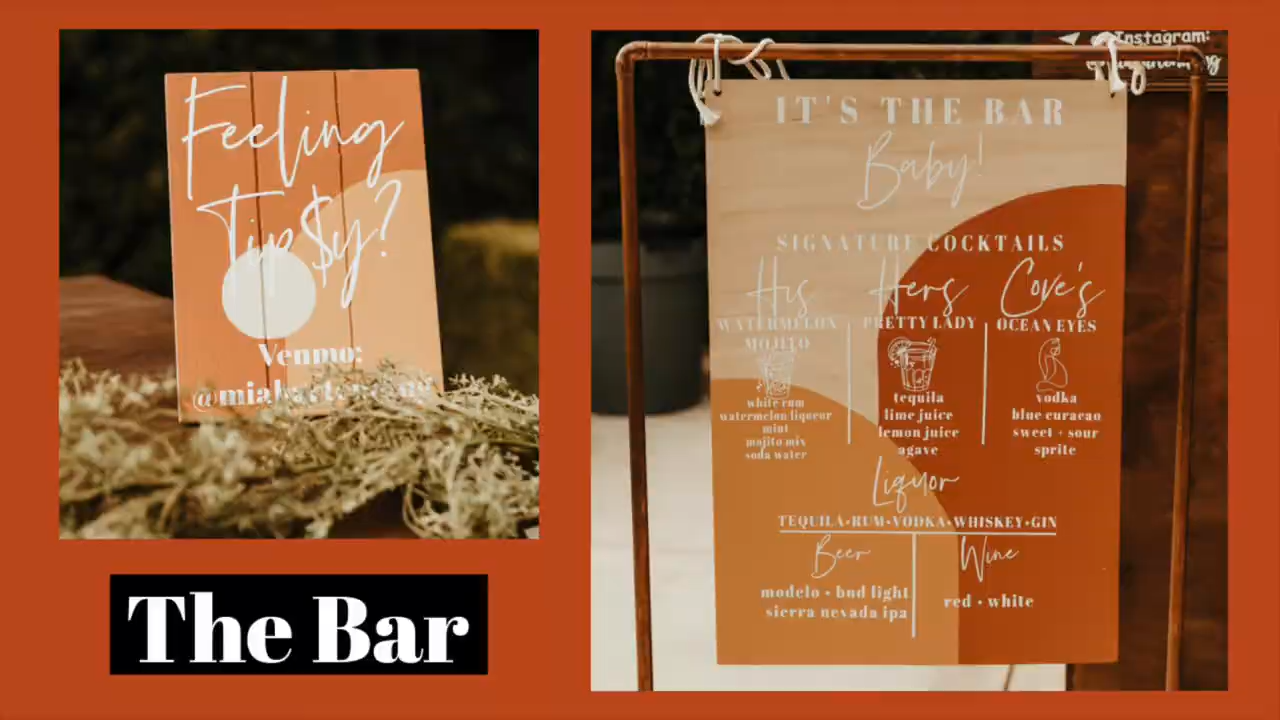 Feeling
Tip$y?
Venmo:
The Bar
Instagram:
IT'S THE BAR
Baby!
SIGNATURE COCKTAILS
His
WATERMELON
MOJITO
white rum
watermelon liqueur
mint
mojito mix
soda water
Hers
PRETTY LADY
tequila
lime juice
lemon juice
agave
Cove's
OCEAN EYES
vodka
blue curacao
sweet + sour
sprite
Liquor
TEQUILA•RUM•VODKA•WHISKEY•GIN
Beer
modelo • bud light
sierra nevada ipa
Wine
red • white